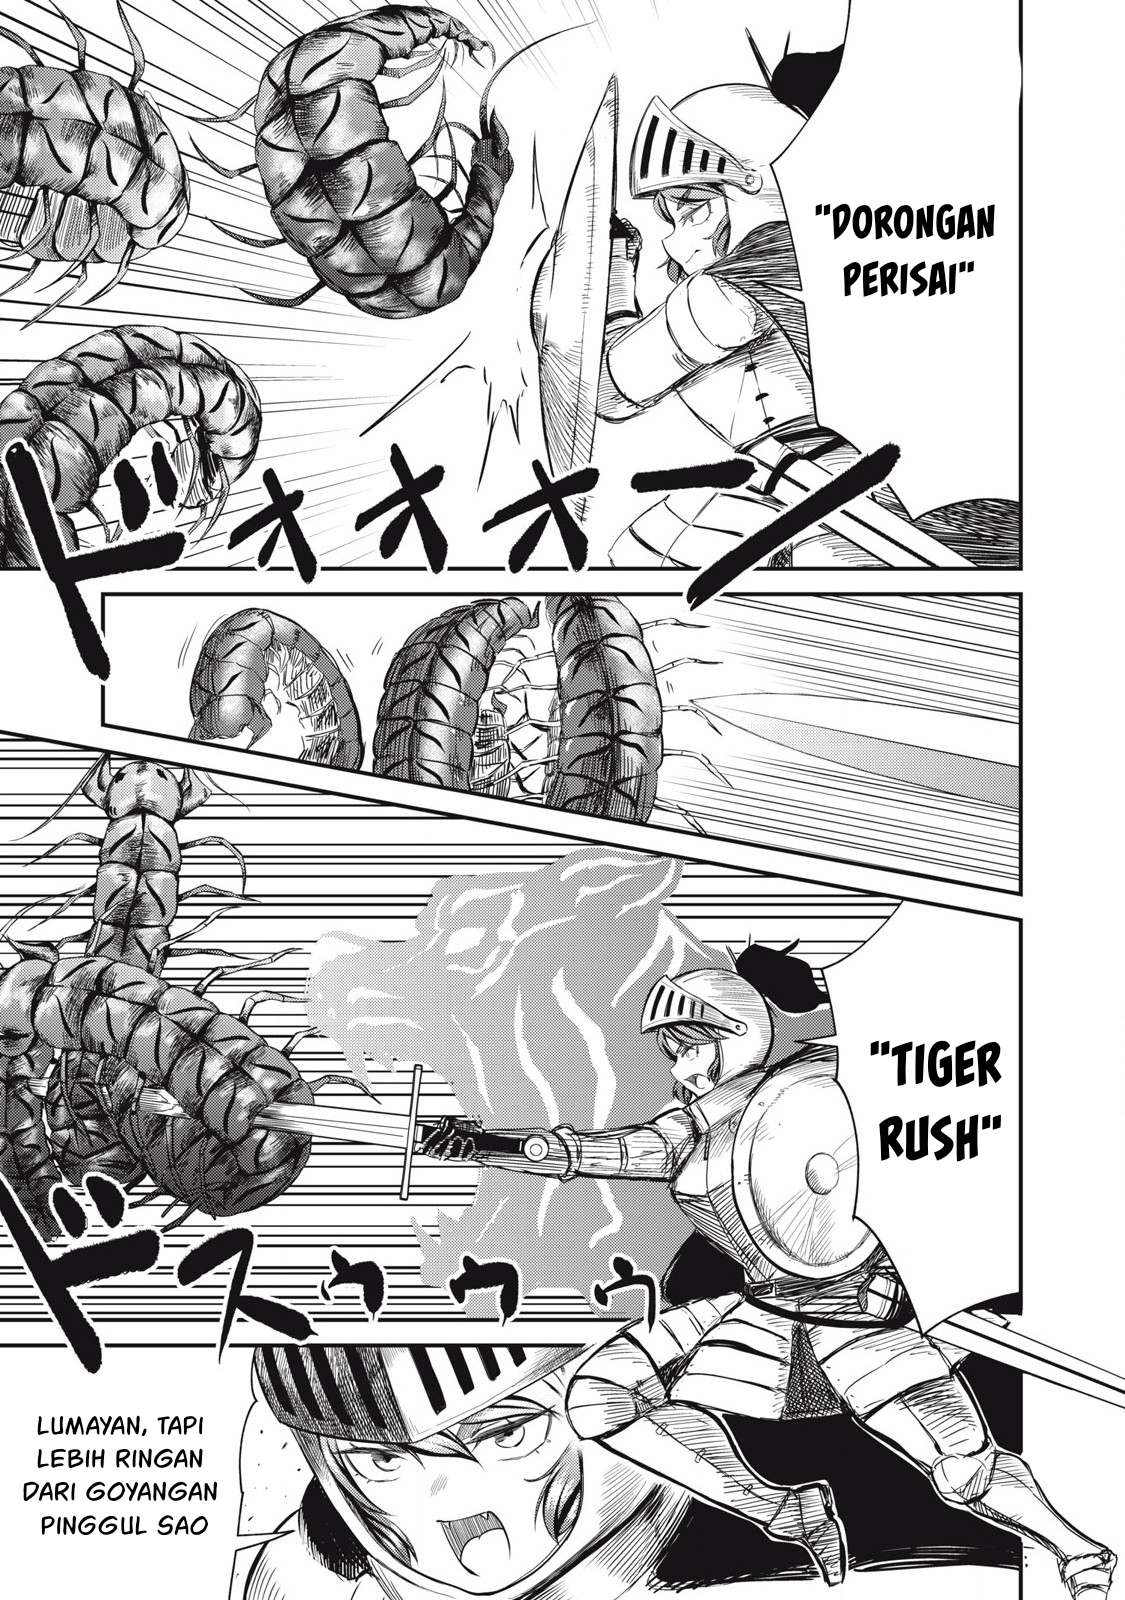 "DORONGAN
PERISAI"
ドオオオーン
"TIGER
RUSH"
ドスゥゥゥ
LUMAYAN, TAPI
LEBIH RINGAN
DARI GOYANGAN
PINGGUL SAO